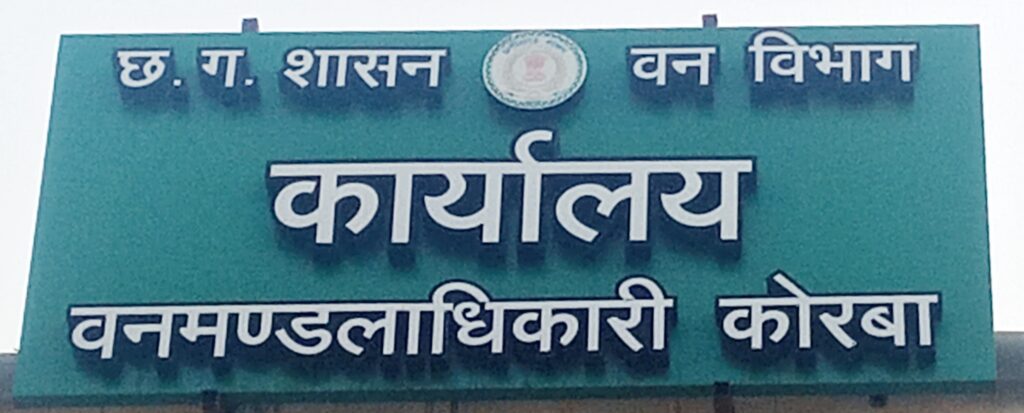 छ. ग. शासन वन विभाग
कार्यालय
वनमण्डलाधिकारी कोरबा